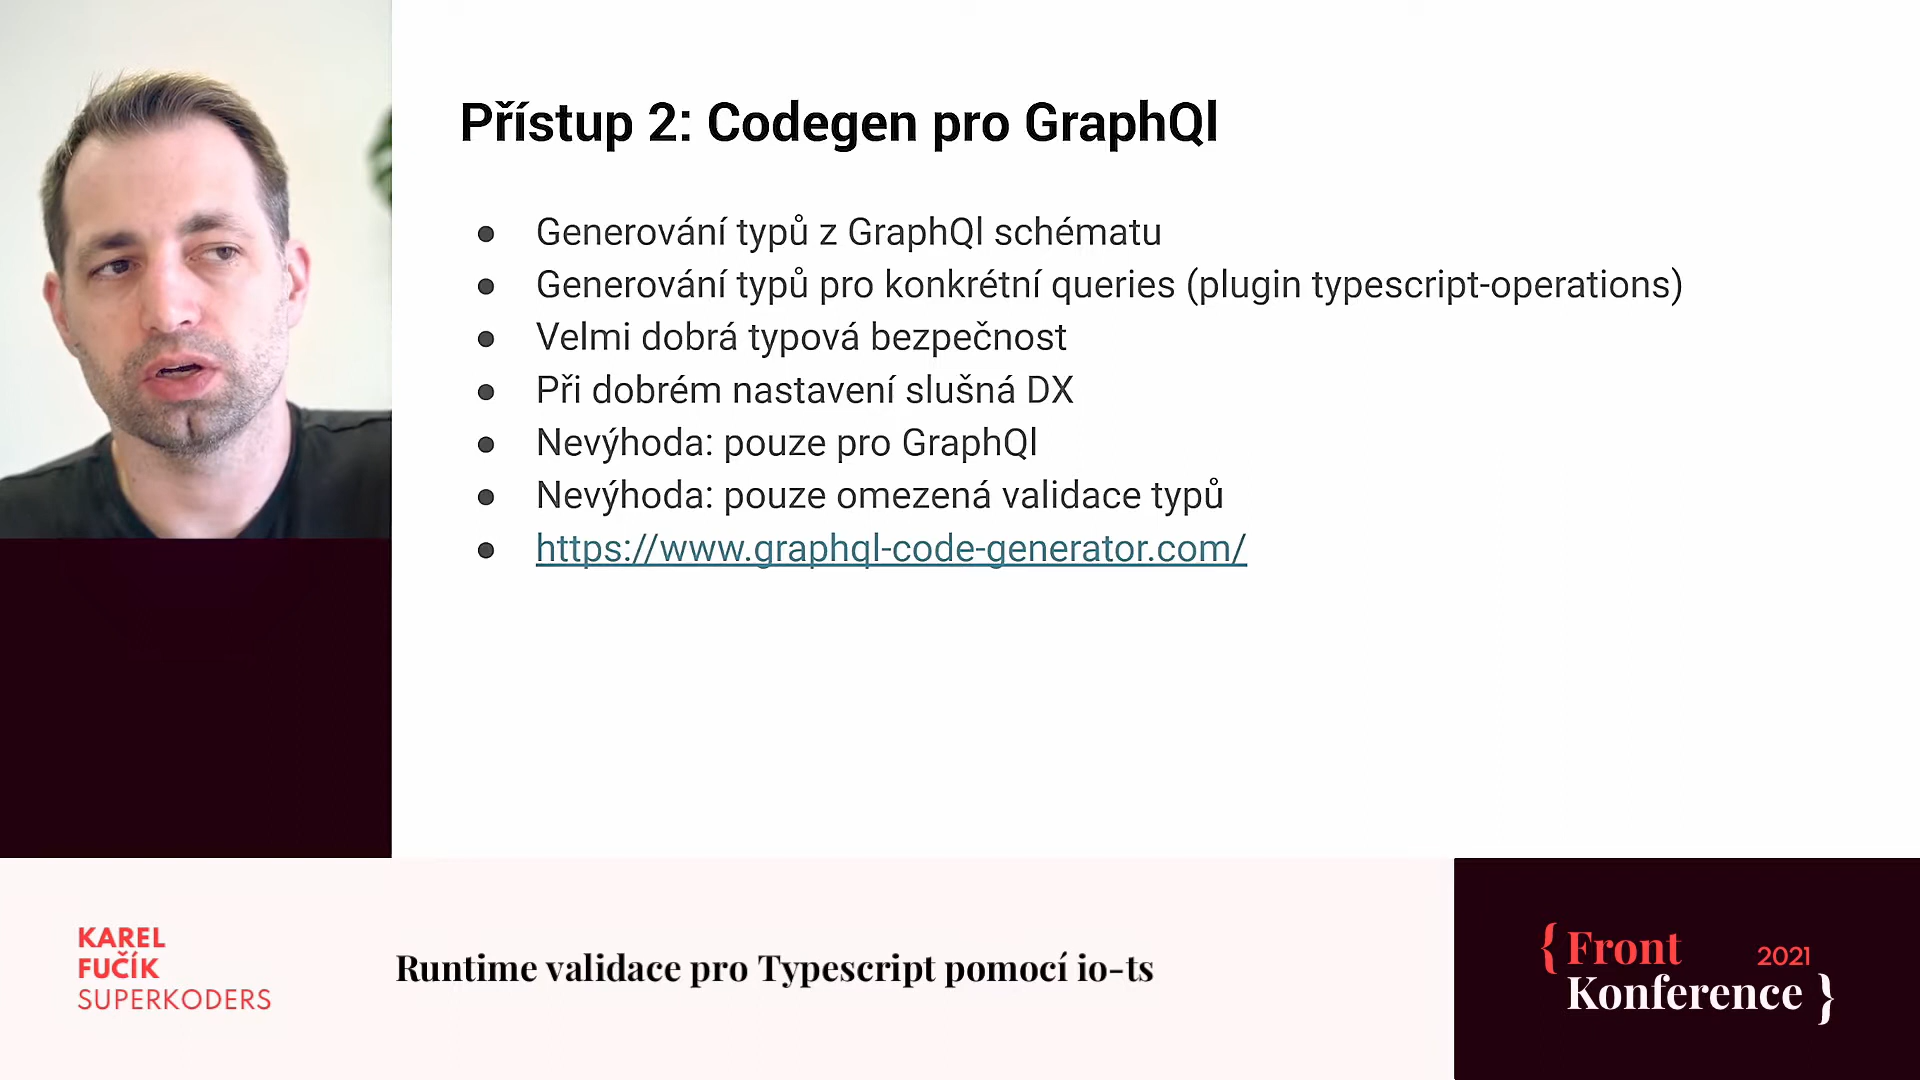 Přístup 2: Codegen pro GraphQl
● Generování typů z GraphQl schématu
● Generování typů pro konkrétní queries (plugin typescript-operations)
● Velmi dobrá typová bezpečnost
● Při dobrém nastavení slušná DX
● Nevýhoda: pouze pro GraphQl
● Nevýhoda: pouze omezená validace typů
● https://www.graphql-code-generator.com/
KAREL
FUČÍK
SUPERKODERS
Runtime validace pro Typescript pomocí io-ts
{ Front 2021
Konference }